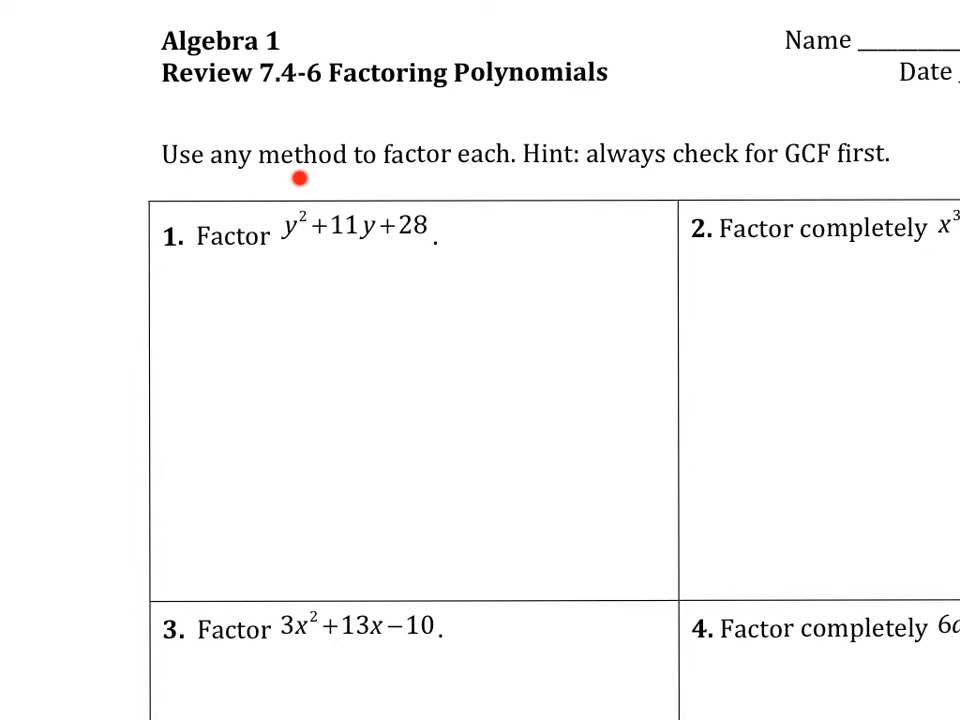 Algebra 1
Name
Review 7.4-6 Factoring Polynomials
Date
Use any method to factor each. Hint: always check for GCF first.
1. Factor y²+11y+28.
2. Factor completely x³
3. Factor 3x²+13x−10.
4. Factor completely 6